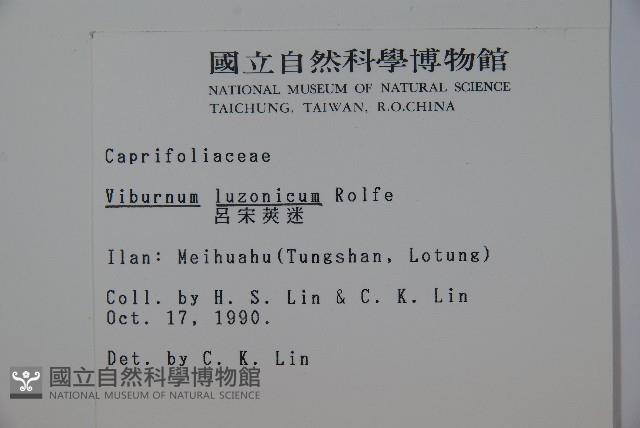 國立自然科學博物館
NATIONAL MUSEUM OF NATURAL SCIENCE
TAICHUNG, TAIWAN, R.O.CHINA
Caprifoliaceae
Viburnum luzonicum Rolfe
呂宋莢迷
Ilan: Meihuahu(Tungshan, Lotung)
Coll. by H. S. Lin & C. K. Lin
Oct. 17, 1990.
Det. by C. K. Lin
國立自然科學博物館
NATIONAL MUSEUM OF NATURAL SCIENCE